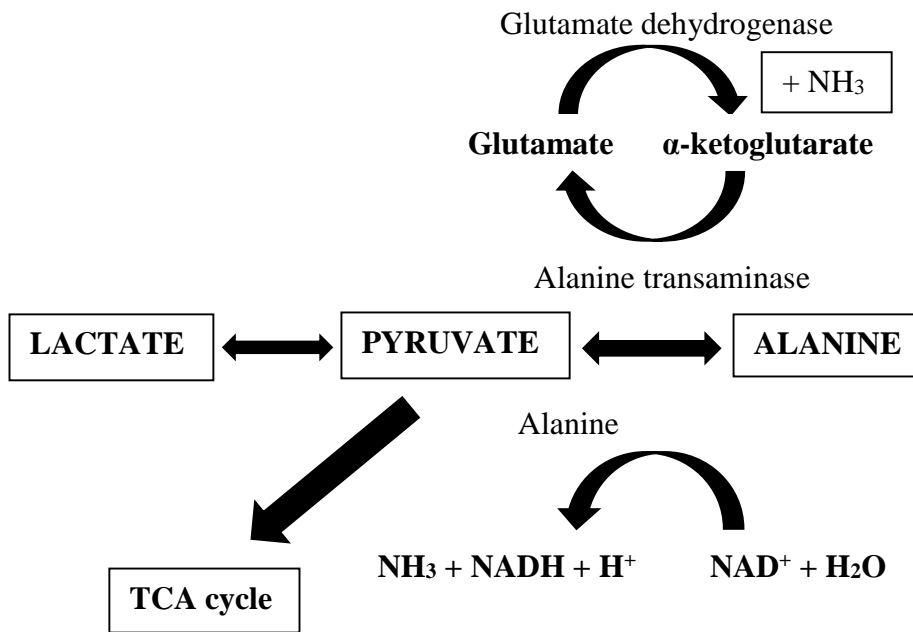 Glutamate dehydrogenase
+ NH₃
Glutamate α-ketoglutarate
Alanine transaminase
LACTATE PYRUVATE ALANINE
Alanine
NH₃ + NADH + H⁺ NAD⁺ + H₂O
TCA cycle